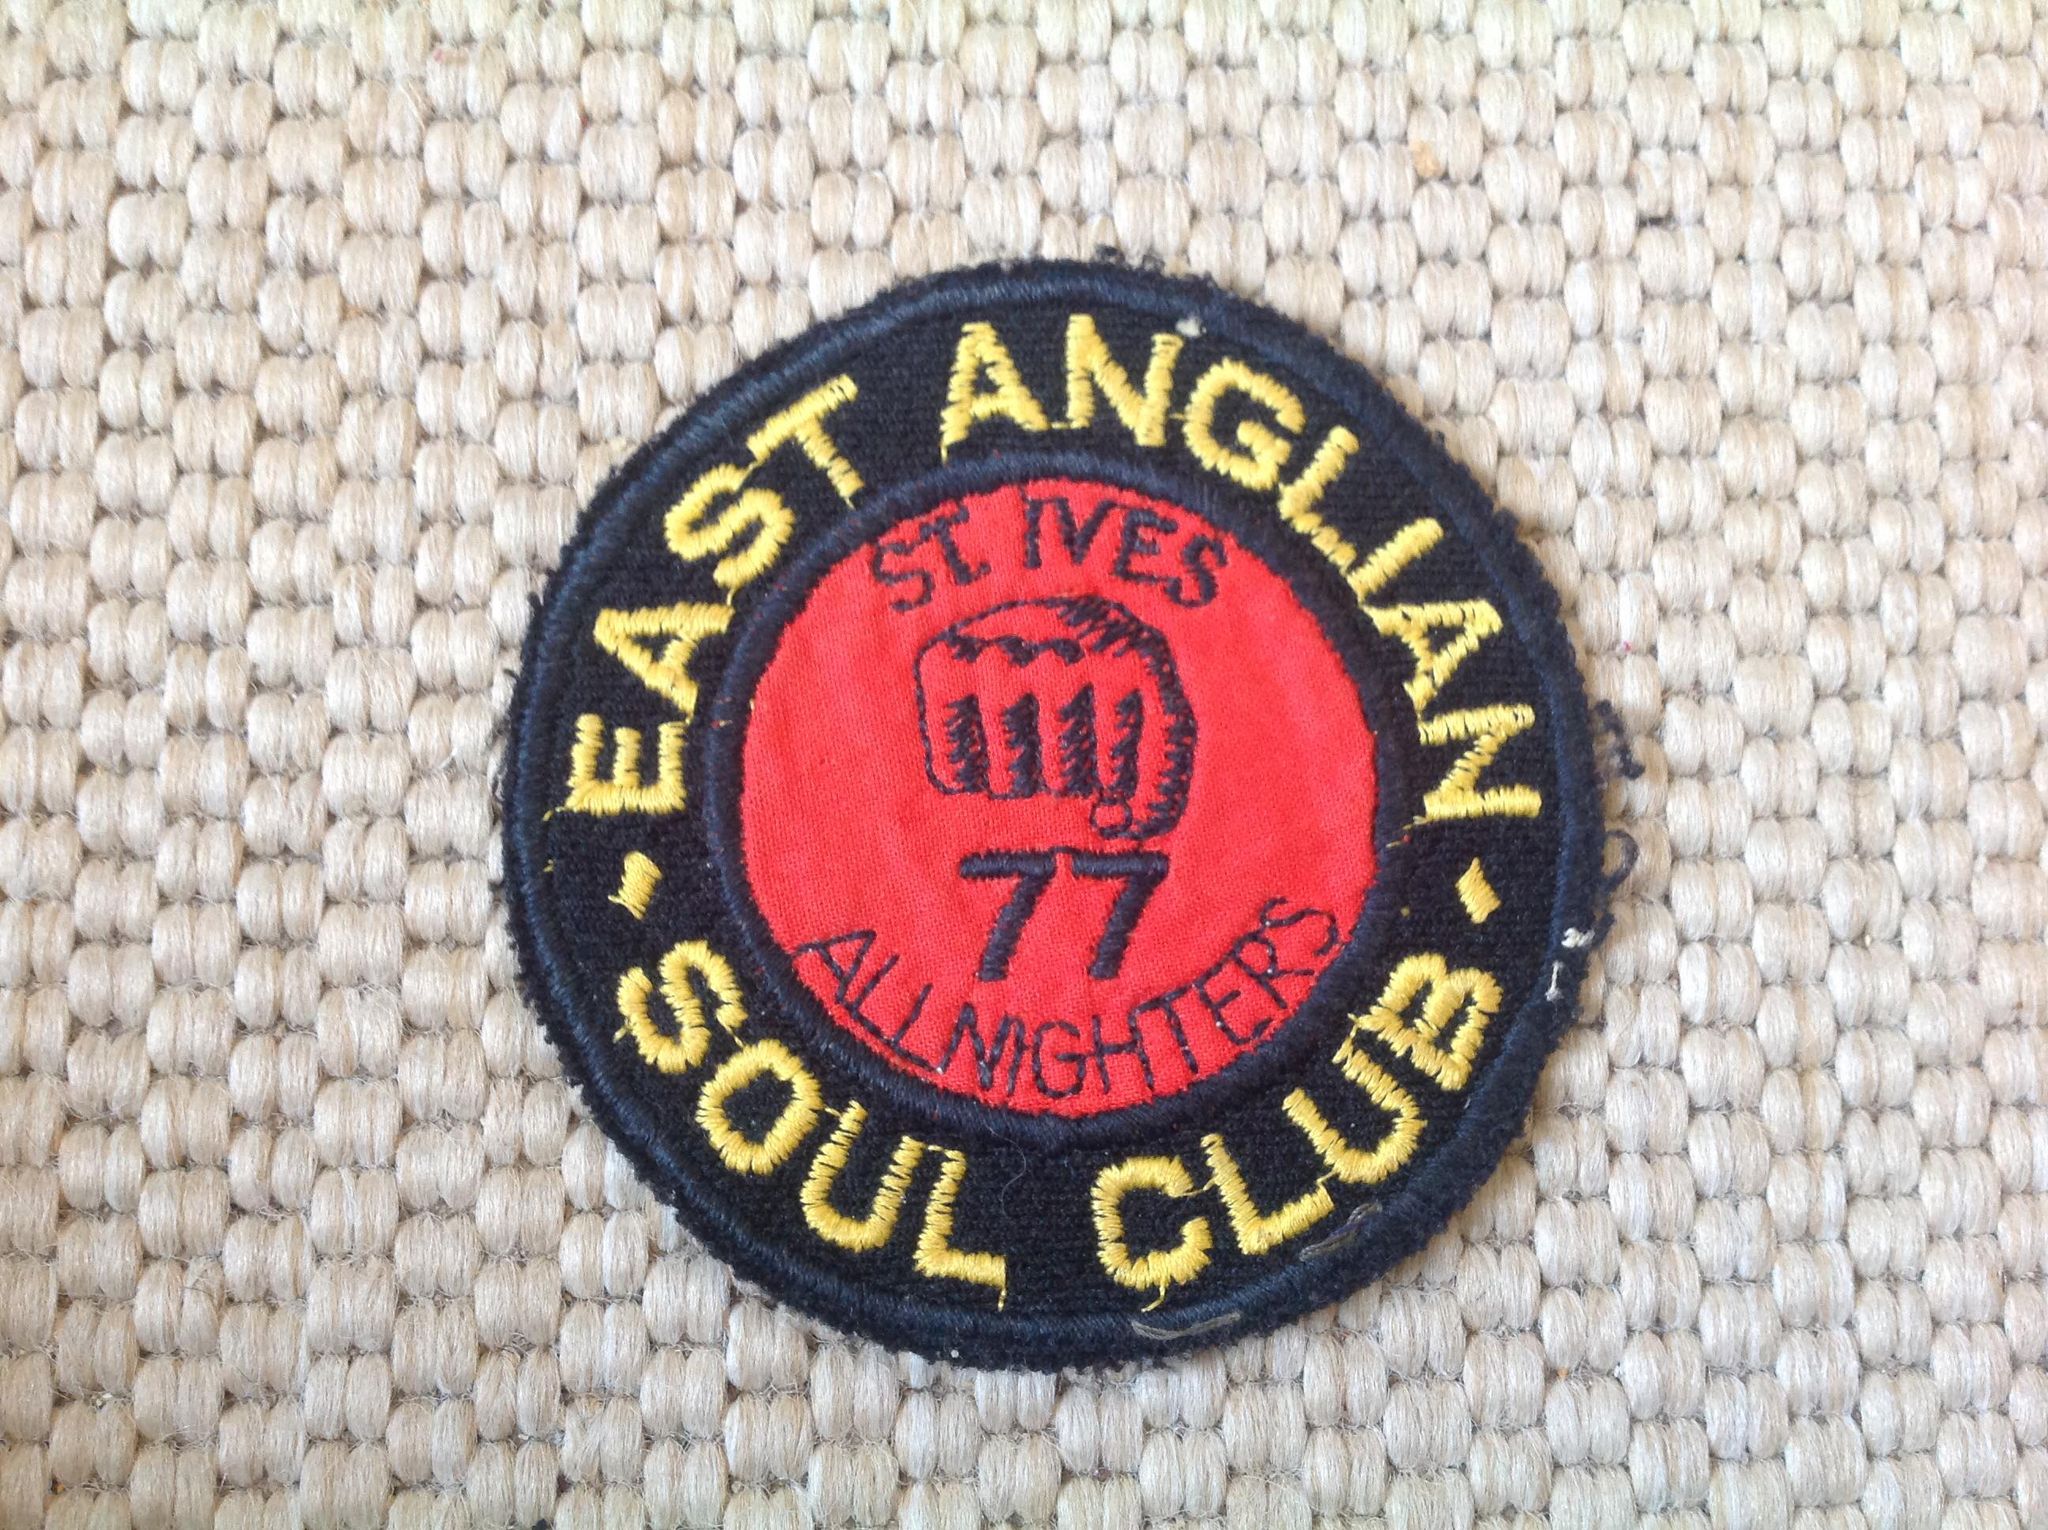 EAST ANGLIAN
ST. IVES
77
ALLNIGHTERS
- SOUL CLUB -